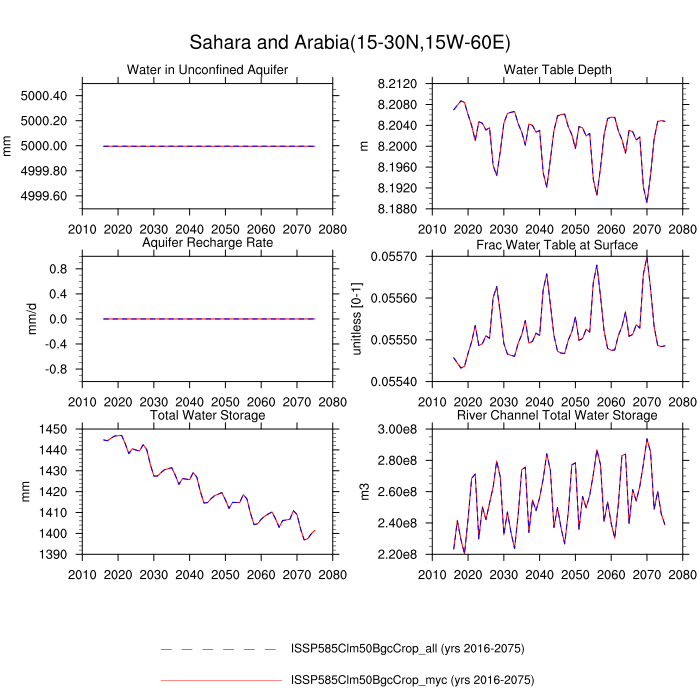 Sahara and Arabia(15-30N,15W-60E)
Water in Unconfined Aquifer
Water Table Depth
mm
5000.40
5000.20
5000.00
4999.80
4999.60
2010 2020 2030 2040 2050 2060 2070 2080
m
8.2120
8.2080
8.2040
8.2000
8.1960
8.1920
8.1880
2010 2020 2030 2040 2050 2060 2070 2080
Aquifer Recharge Rate
Frac Water Table at Surface
mm/d
0.8
0.4
0.0
-0.4
-0.8
2010 2020 2030 2040 2050 2060 2070 2080
unitless [0-1]
0.05570
0.05560
0.05550
0.05540
2010 2020 2030 2040 2050 2060 2070 2080
Total Water Storage
River Channel Total Water Storage
mm
1450
1440
1430
1420
1410
1400
1390
2010 2020 2030 2040 2050 2060 2070 2080
m3
3.00e8
2.80e8
2.60e8
2.40e8
2.20e8
2010 2020 2030 2040 2050 2060 2070 2080
ISSP585Clm50BgcCrop_all (yrs 2016-2075)
ISSP585Clm50BgcCrop_myc (yrs 2016-2075)